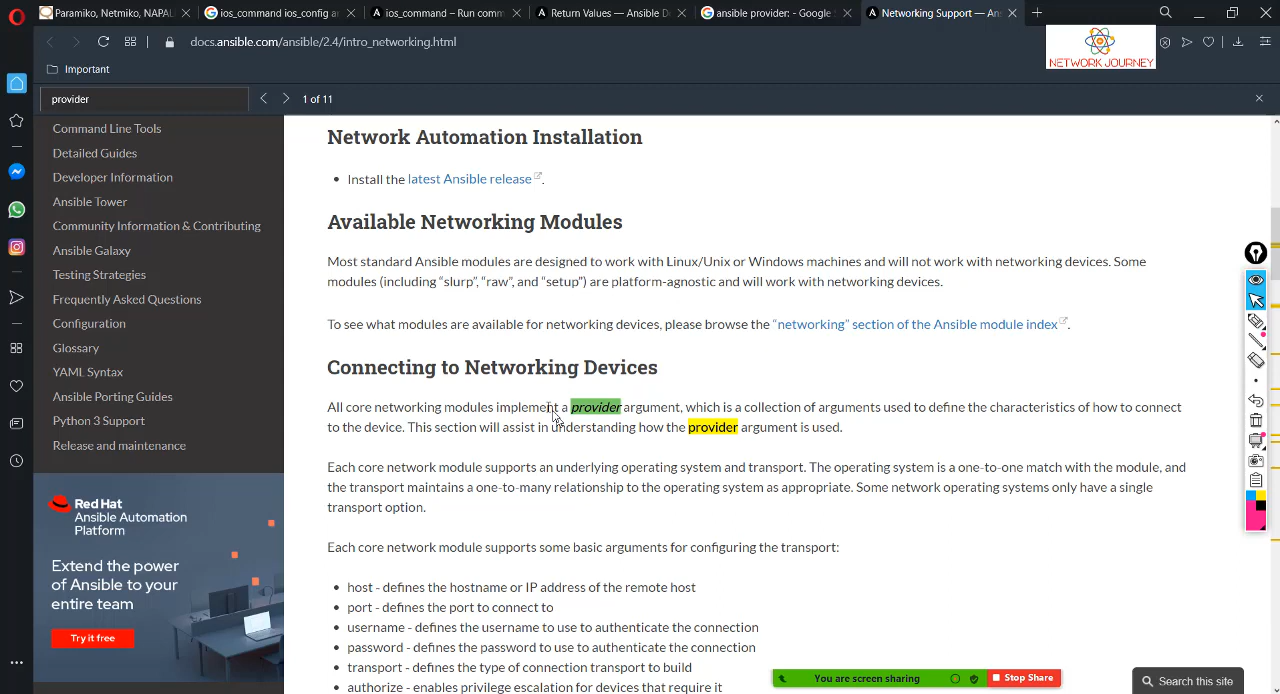 Paramiko, Netmiko, NAPAL
ios_command ios_config ar
ios_command – Run comm
Return Values — Ansible D
ansible provider: - Google S
Networking Support — An
docs.ansible.com/ansible/2.4/intro_networking.html
NETWORK JOURNEY
Important
provider
1 of 11
Command Line Tools
Detailed Guides
Developer Information
Ansible Tower
Community Information & Contributing
Ansible Galaxy
Testing Strategies
Frequently Asked Questions
Configuration
Glossary
YAML Syntax
Ansible Porting Guides
Python 3 Support
Release and maintenance
Red Hat
Ansible Automation
Platform
Extend the power
of Ansible to your
entire team
Try it free
Network Automation Installation
Install the latest Ansible release.
Available Networking Modules
Most standard Ansible modules are designed to work with Linux/Unix or Windows machines and will not work with networking devices. Some
modules (including “slurp”, “raw”, and “setup”) are platform-agnostic and will work with networking devices.
To see what modules are available for networking devices, please browse the “networking” section of the Ansible module index.
Connecting to Networking Devices
All core networking modules implement a provider argument, which is a collection of arguments used to define the characteristics of how to connect
to the device. This section will assist in understanding how the provider argument is used.
Each core network module supports an underlying operating system and transport. The operating system is a one-to-one match with the module, and
the transport maintains a one-to-many relationship to the operating system as appropriate. Some network operating systems only have a single
transport option.
Each core network module supports some basic arguments for configuring the transport:
host - defines the hostname or IP address of the remote host
port - defines the port to connect to
username - defines the username to use to authenticate the connection
password - defines the password to use to authenticate the connection
transport - defines the type of connection transport to build
authorize - enables privilege escalation for devices that require it
You are screen sharing
Stop Share
Search this site